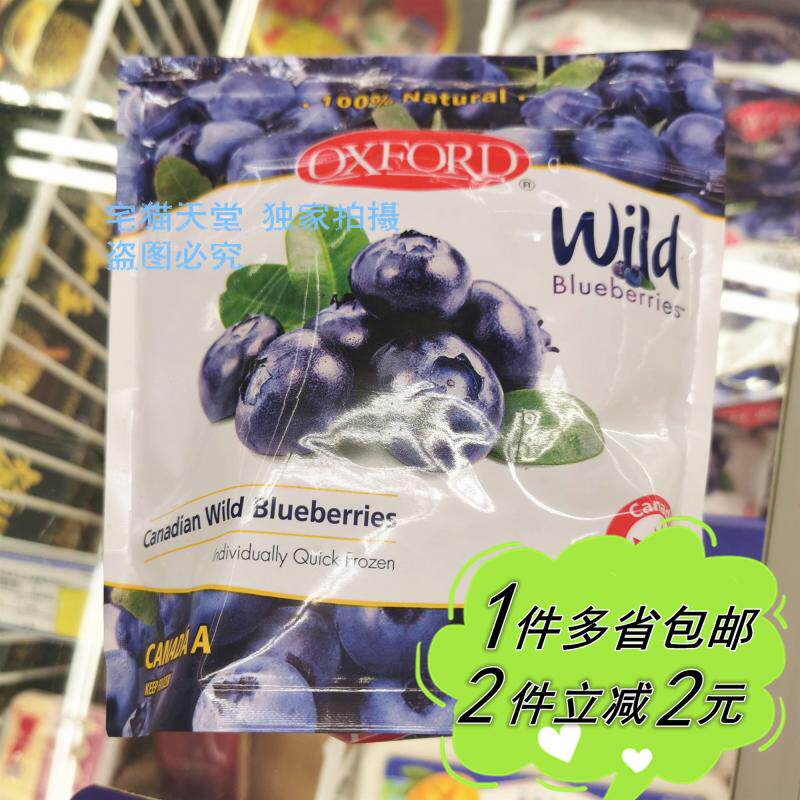 100% Natural
OXFORD
®
宅猫天堂 独家拍摄
盗图必究
Wild
Blueberries™
Canadian Wild Blueberries
Individually Quick Frozen
CANADA A
KEEP FROZEN
1件多省包邮
2件立减2元